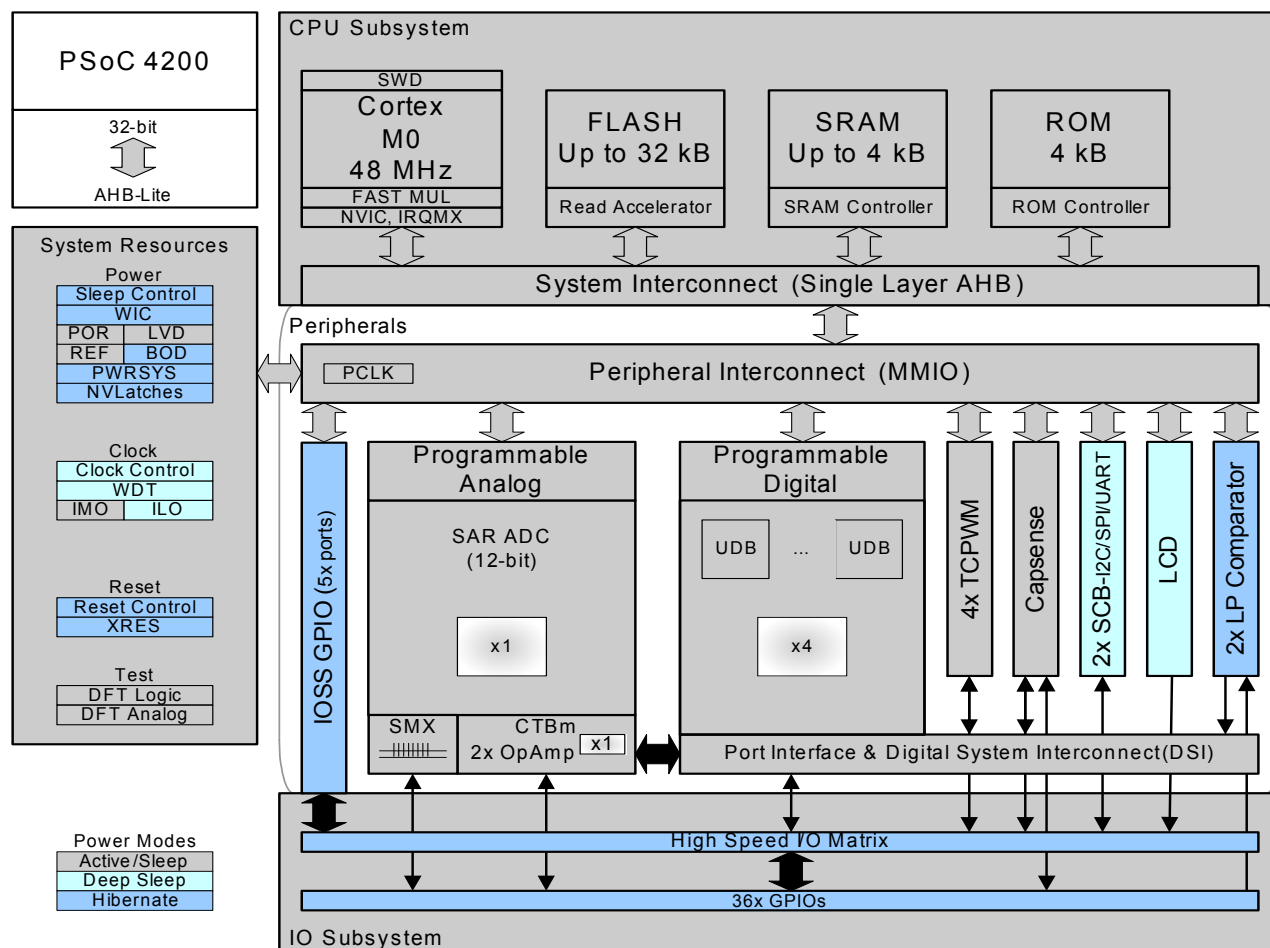 PSoC 4200
32-bit
AHB-Lite
System Resources
Power
Sleep Control
WIC
POR LVD
REF BOD
PWRSYS
NVLatches
Clock
Clock Control
WDT
IMO ILO
Reset
Reset Control
XRES
Test
DFT Logic
DFT Analog
Power Modes
Active/Sleep
Deep Sleep
Hibernate
CPU Subsystem
SWD
Cortex
M0
48 MHz
FAST MUL
NVIC, IRQMX
FLASH
Up to 32 kB
Read Accelerator
SRAM
Up to 4 kB
SRAM Controller
ROM
4 kB
ROM Controller
System Interconnect (Single Layer AHB)
Peripherals
PCLK
Peripheral Interconnect (MMIO)
IOSS GPIO (5x ports)
Programmable
Analog
SAR ADC
(12-bit)
x1
SMX
CTBm
2x OpAmp
x1
Programmable
Digital
UDB ... UDB
x4
4x TCPWM
Capsense
2x SCB-I2C/SPI/UART
LCD
2x LP Comparator
Port Interface & Digital System Interconnect(DSI)
High Speed I/O Matrix
36x GPIOs
IO Subsystem